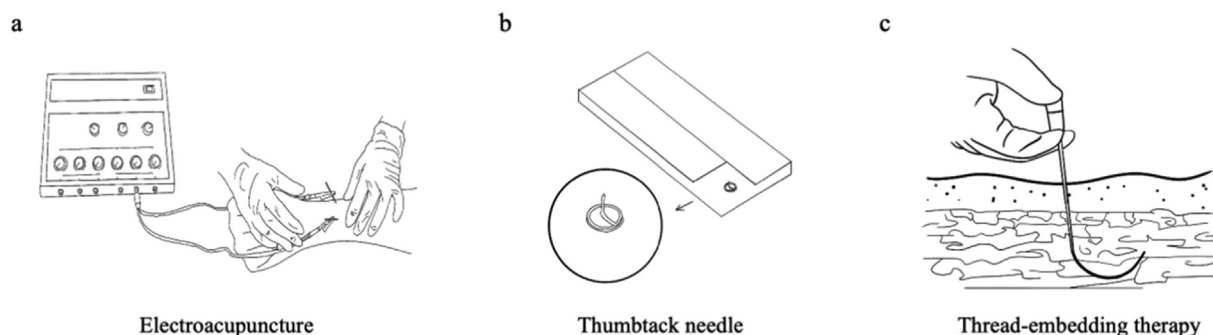 a
b
c
Electroacupuncture
Thumbtack needle
Thread-embedding therapy